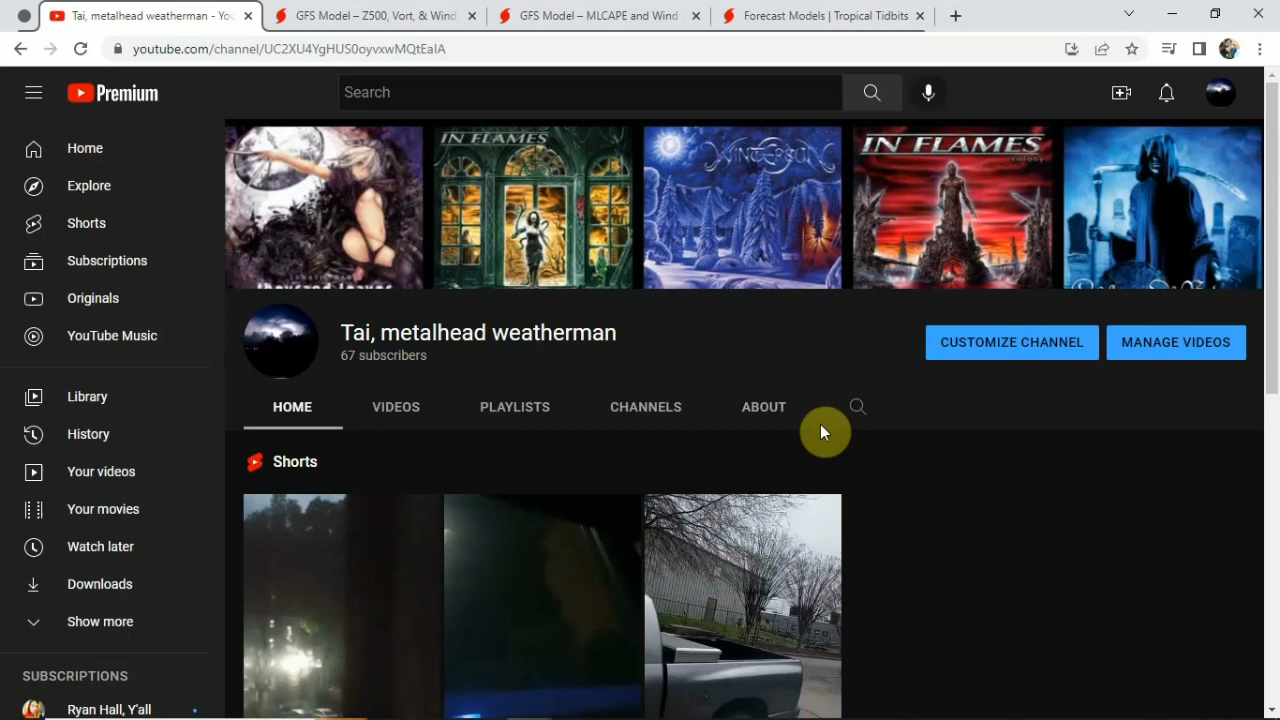 Tai, metalhead weatherman - You
GFS Model – Z500, Vort, & Wind
GFS Model – MLCAPE and Wind
Forecast Models | Tropical Tidbits
youtube.com/channel/UC2XU4YgHUS0oyvxwMQtEaIA
Premium
Search
Home
Explore
Shorts
Subscriptions
Originals
YouTube Music
Library
History
Your videos
Your movies
Watch later
Downloads
Show more
SUBSCRIPTIONS
Ryan Hall, Y'all
IN FLAMES
WINTERSUN
IN FLAMES
colony
Tai, metalhead weatherman
67 subscribers
CUSTOMIZE CHANNEL
MANAGE VIDEOS
HOME
VIDEOS
PLAYLISTS
CHANNELS
ABOUT
Shorts